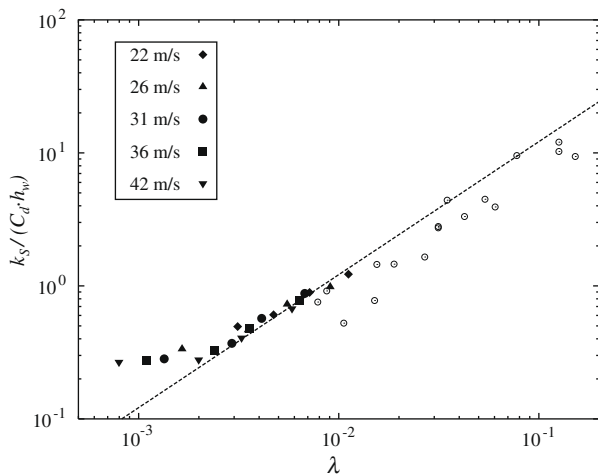 10^2
10^1
10^0
10^-1
k_S/(C_d·h_w)
22 m/s
26 m/s
31 m/s
36 m/s
42 m/s
10^-3
10^-2
10^-1
λ